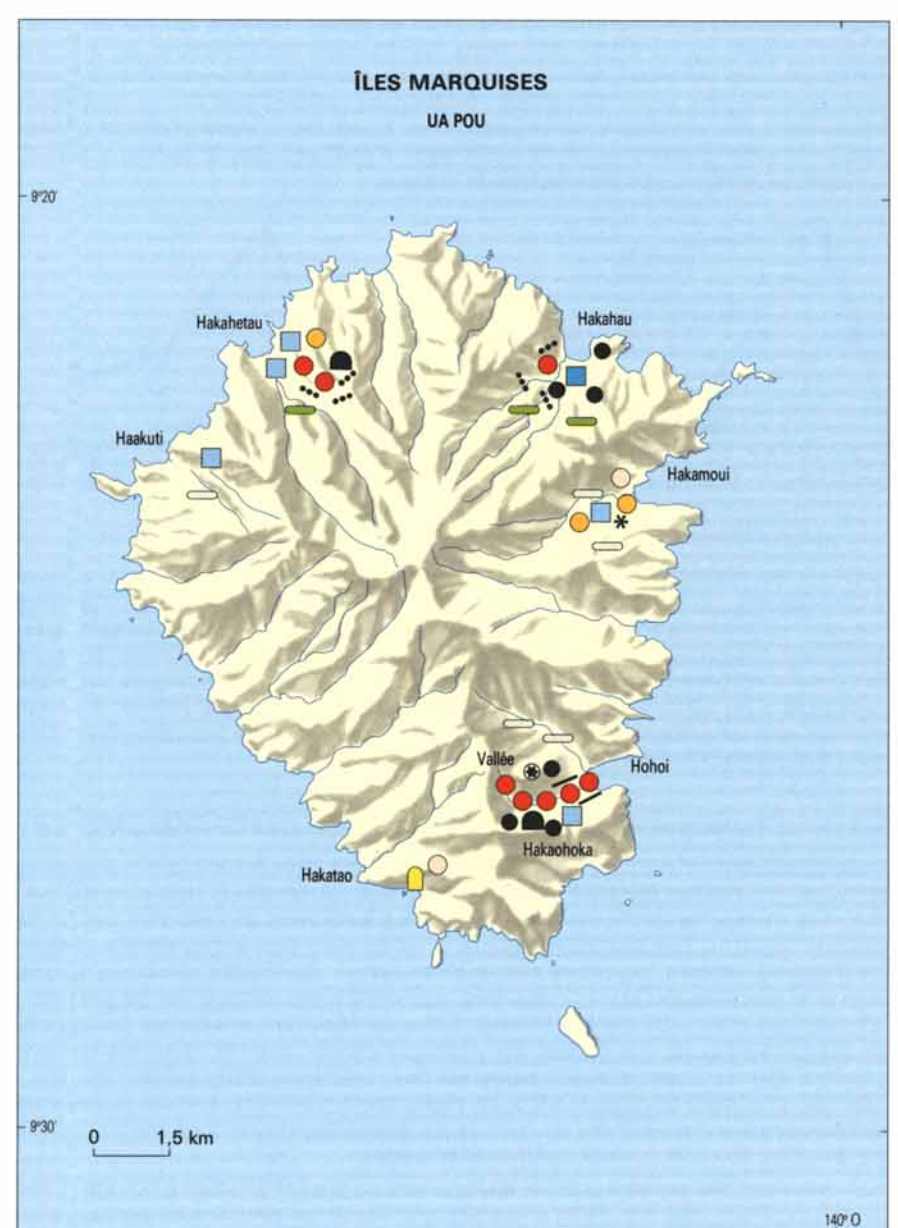 ÎLES MARQUISES
UA POU
9°20'
Hakahetau
Hakahau
Haakuti
Hakamoui
Vallée
Hohoi
Hakaohoka
Hakatao
9°30'
0 1,5 km
140° O